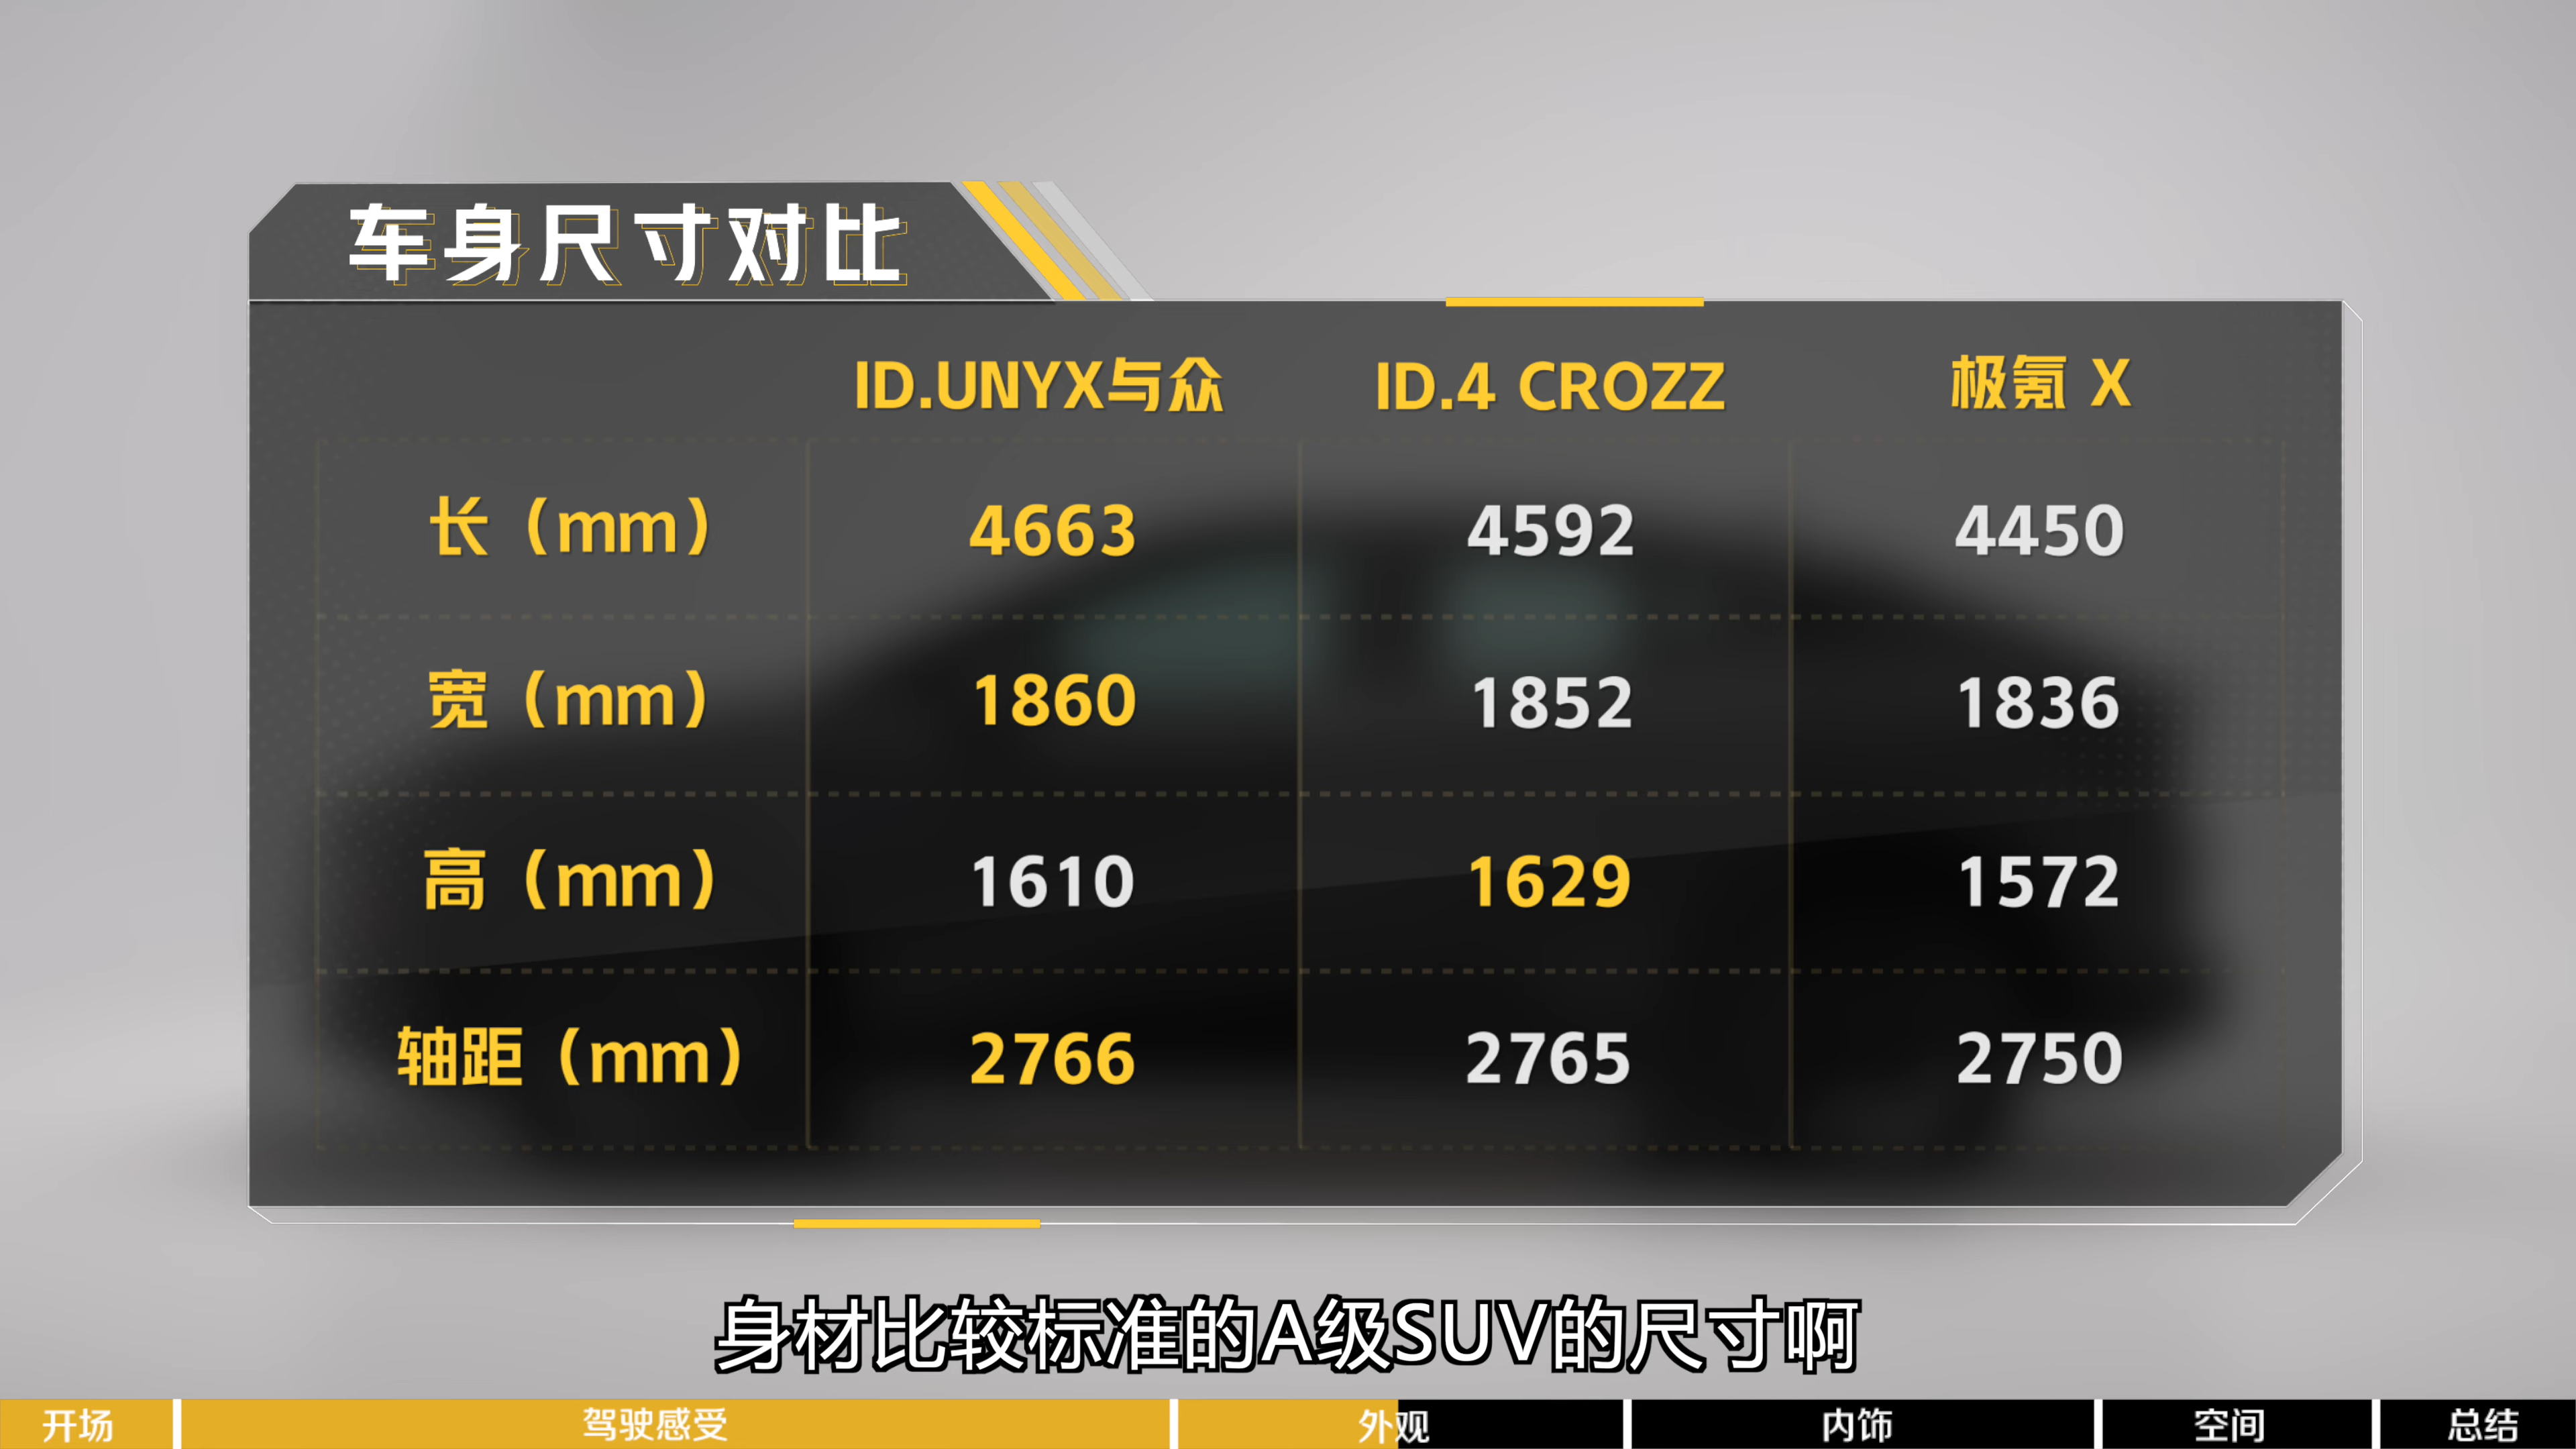 车身尺寸对比
ID.UNYX与众 ID.4 CROZZ 极氪 X
长（mm） 4663 4592 4450
宽（mm） 1860 1852 1836
高（mm） 1610 1629 1572
轴距（mm） 2766 2765 2750
身材比较标准的A级SUV的尺寸啊
开场 驾驶感受 外观 内饰 空间 总结